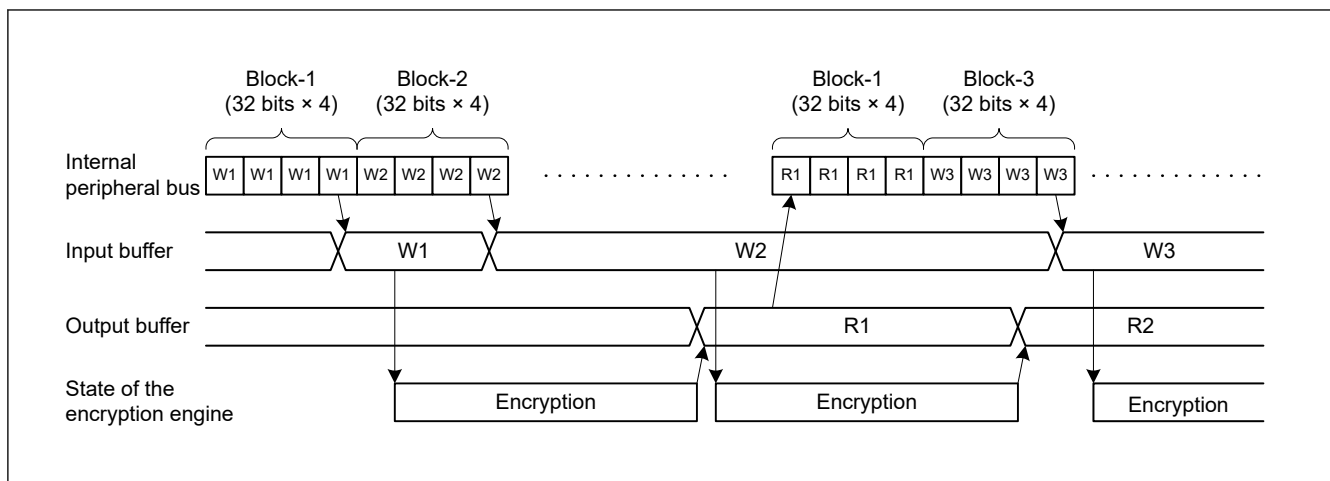 Block-1 Block-2 Block-1 Block-3
(32 bits × 4) (32 bits × 4) (32 bits × 4) (32 bits × 4)
Internal
peripheral bus W1 W1 W1 W1 W2 W2 W2 W2 R1 R1 R1 R1 W3 W3 W3 W3
Input buffer W1 W2 W3
Output buffer R1 R2
State of the
encryption engine Encryption Encryption Encryption